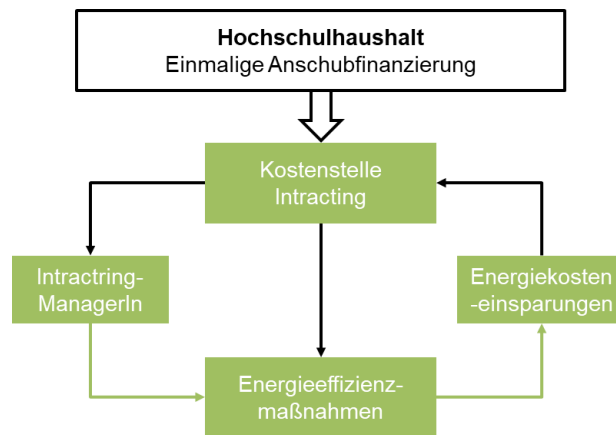 Hochschulhaushalt
Einmalige Anschubfinanzierung
Kostenstelle
Intracting
Intractring-
ManagerIn
Energiekosten
-einsparungen
Energieeffizienz-
maßnahmen